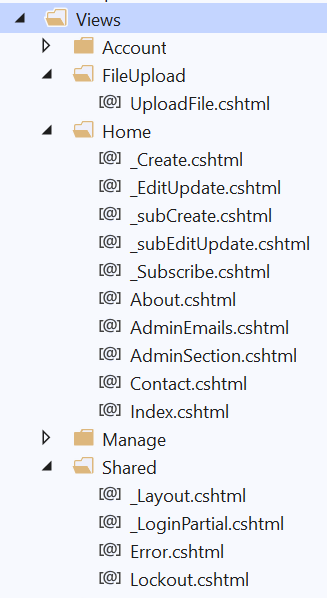 Views
Account
FileUpload
[@] UploadFile.cshtml
Home
[@] _Create.cshtml
[@] _EditUpdate.cshtml
[@] _subCreate.cshtml
[@] _subEditUpdate.cshtml
[@] _Subscribe.cshtml
[@] About.cshtml
[@] AdminEmails.cshtml
[@] AdminSection.cshtml
[@] Contact.cshtml
[@] Index.cshtml
Manage
Shared
[@] _Layout.cshtml
[@] _LoginPartial.cshtml
[@] Error.cshtml
[@] Lockout.cshtml